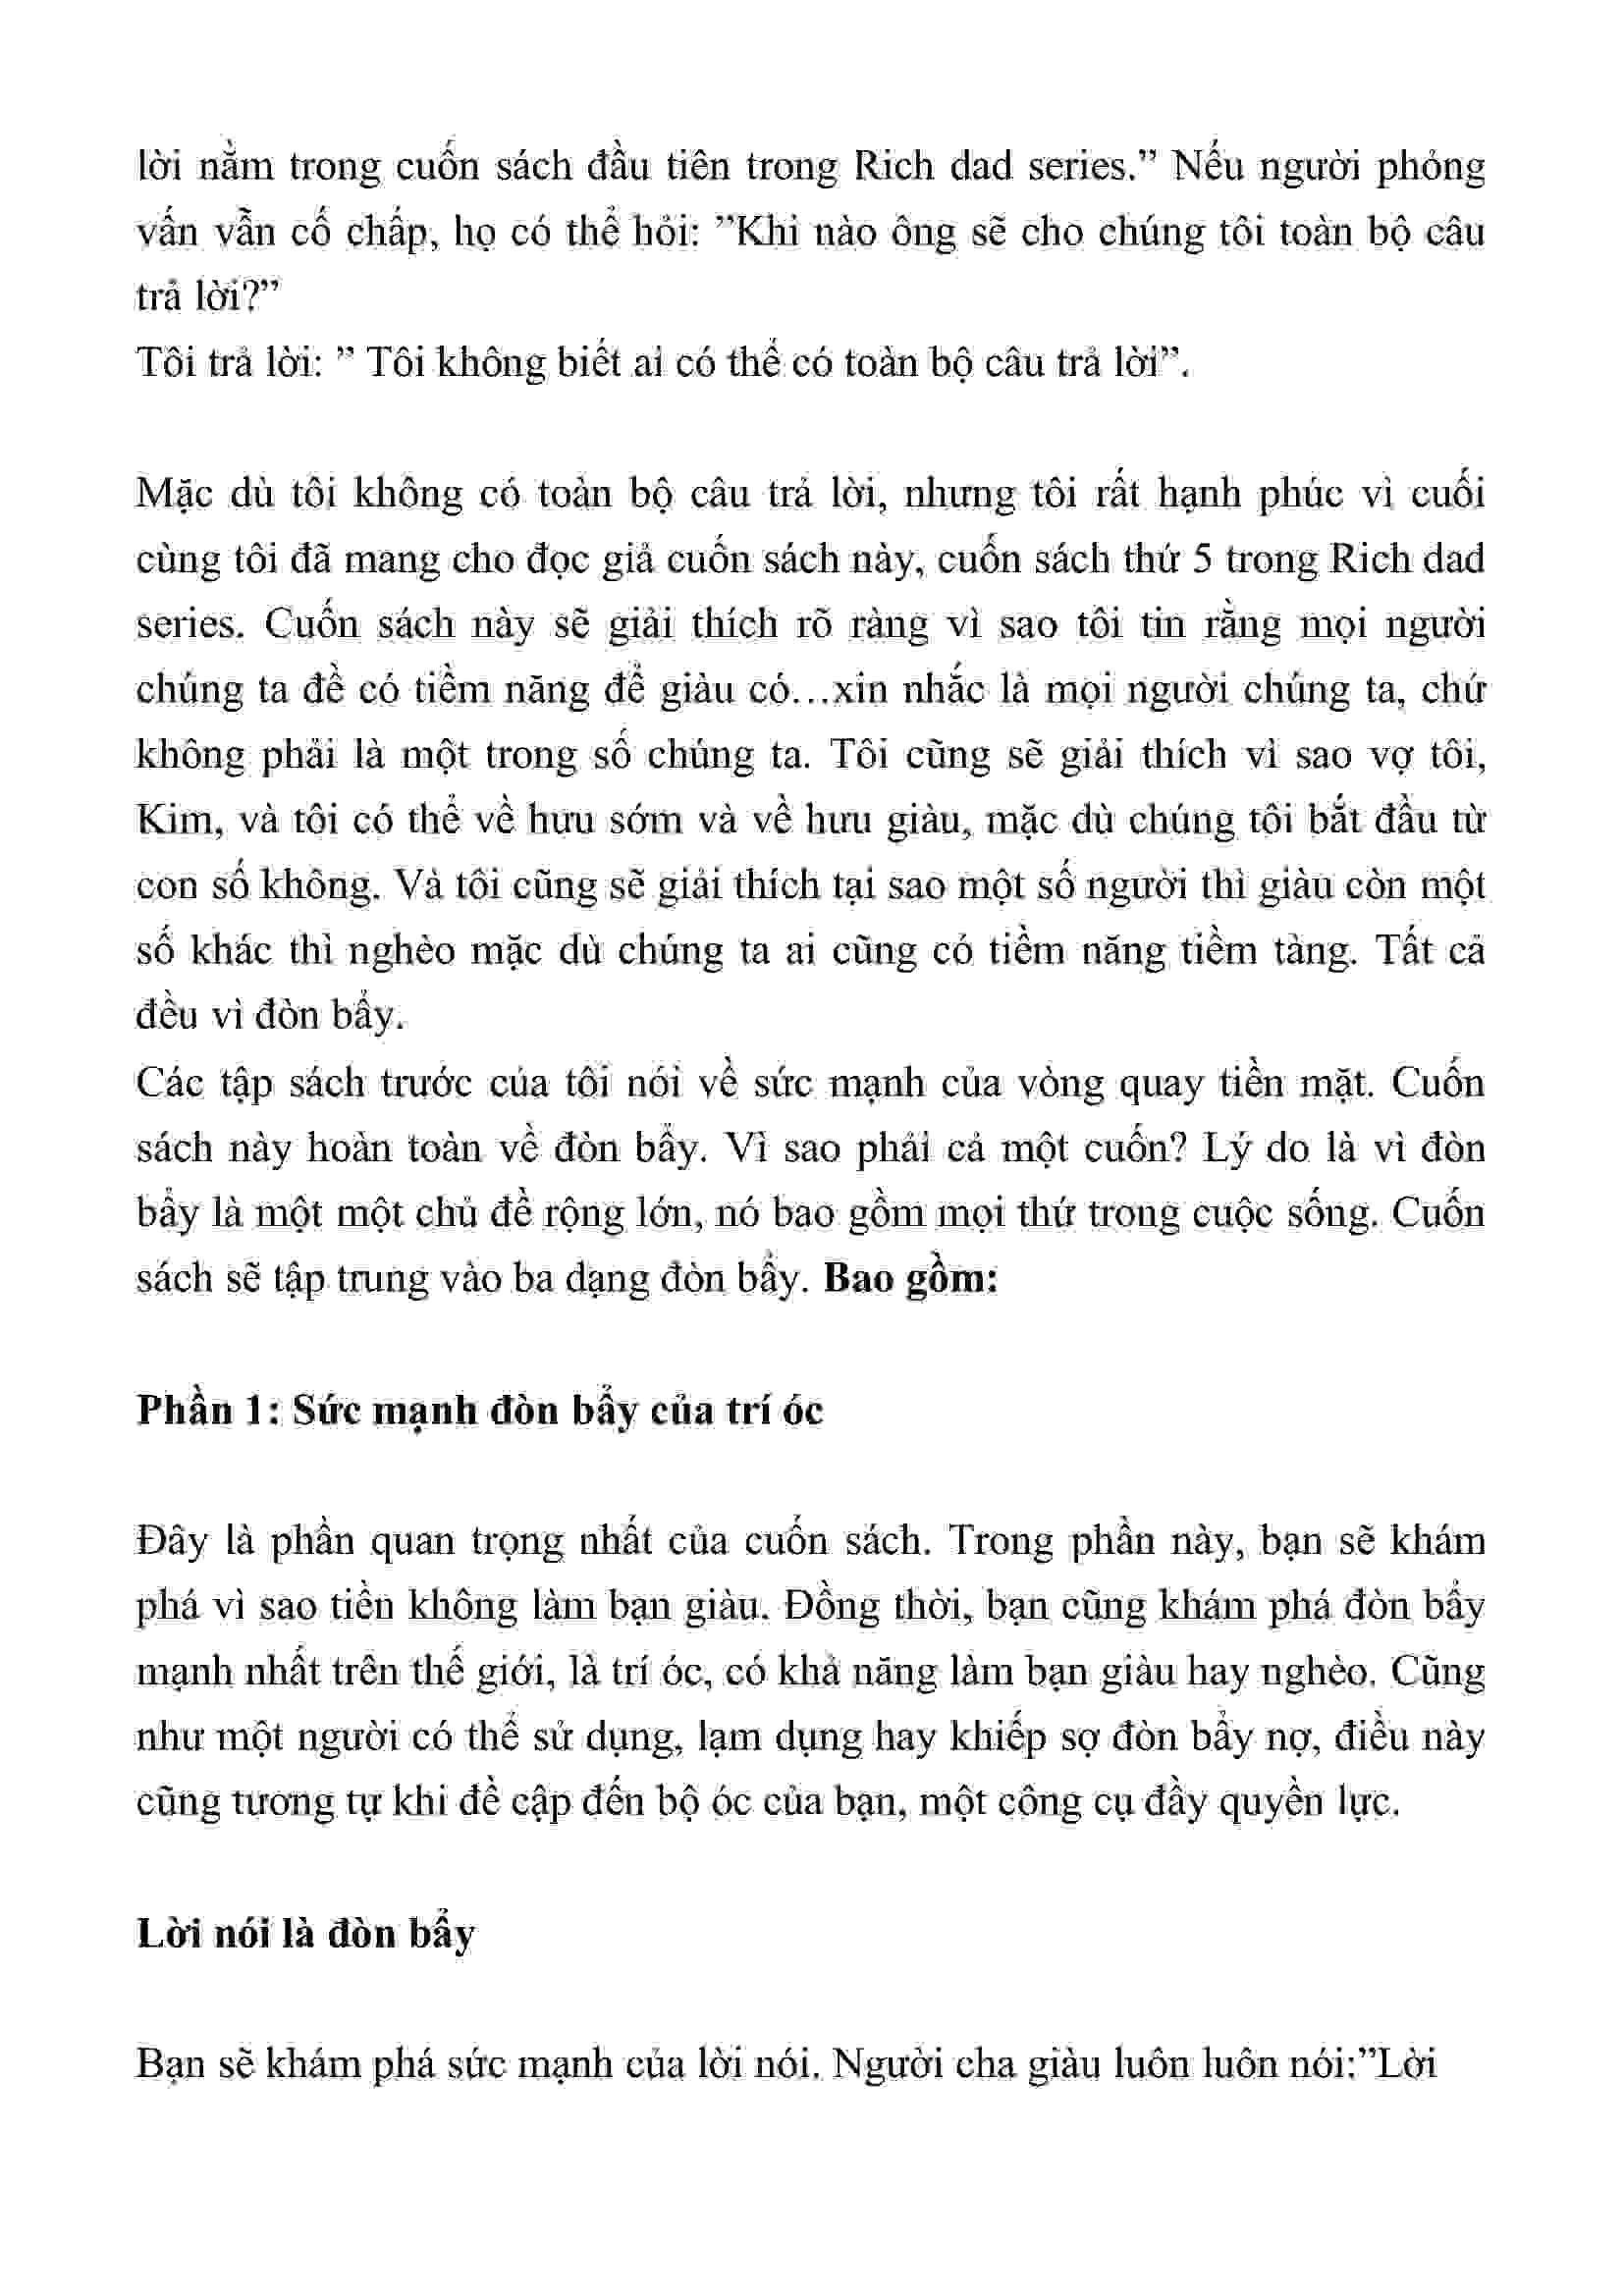 lời nằm trong cuốn sách đầu tiên trong Rich dad series.” Nếu người phỏng
vấn vẫn cố chấp, họ có thể hỏi: ”Khi nào ông sẽ cho chúng tôi toàn bộ câu
trả lời?”
Tôi trả lời: ” Tôi không biết ai có thể có toàn bộ câu trả lời”.
Mặc dù tôi không có toàn bộ câu trả lời, nhưng tôi rất hạnh phúc vì cuối
cùng tôi đã mang cho đọc giả cuốn sách này, cuốn sách thứ 5 trong Rich dad
series. Cuốn sách này sẽ giải thích rõ ràng vì sao tôi tin rằng mọi người
chúng ta đề có tiềm năng để giàu có…xin nhắc là mọi người chúng ta, chứ
không phải là một trong số chúng ta. Tôi cũng sẽ giải thích vì sao vợ tôi,
Kim, và tôi có thể về hưu sớm và về hưu giàu, mặc dù chúng tôi bắt đầu từ
con số không. Và tôi cũng sẽ giải thích tại sao một số người thì giàu còn một
số khác thì nghèo mặc dù chúng ta ai cũng có tiềm năng tiềm tàng. Tất cả
đều vì đòn bẩy.
Các tập sách trước của tôi nói về sức mạnh của vòng quay tiền mặt. Cuốn
sách này hoàn toàn về đòn bẩy. Vì sao phải cả một cuốn? Lý do là vì đòn
bẩy là một một chủ đề rộng lớn, nó bao gồm mọi thứ trong cuộc sống. Cuốn
sách sẽ tập trung vào ba dạng đòn bẩy. Bao gồm:
Phần 1: Sức mạnh đòn bẩy của trí óc
Đây là phần quan trọng nhất của cuốn sách. Trong phần này, bạn sẽ khám
phá vì sao tiền không làm bạn giàu. Đồng thời, bạn cũng khám phá đòn bẩy
mạnh nhất trên thế giới, là trí óc, có khả năng làm bạn giàu hay nghèo. Cũng
như một người có thể sử dụng, lạm dụng hay khiếp sợ đòn bẩy nợ, điều này
cũng tương tự khi đề cập đến bộ óc của bạn, một công cụ đầy quyền lực.
Lời nói là đòn bẩy
Bạn sẽ khám phá sức mạnh của lời nói. Người cha giàu luôn luôn nói:”Lời